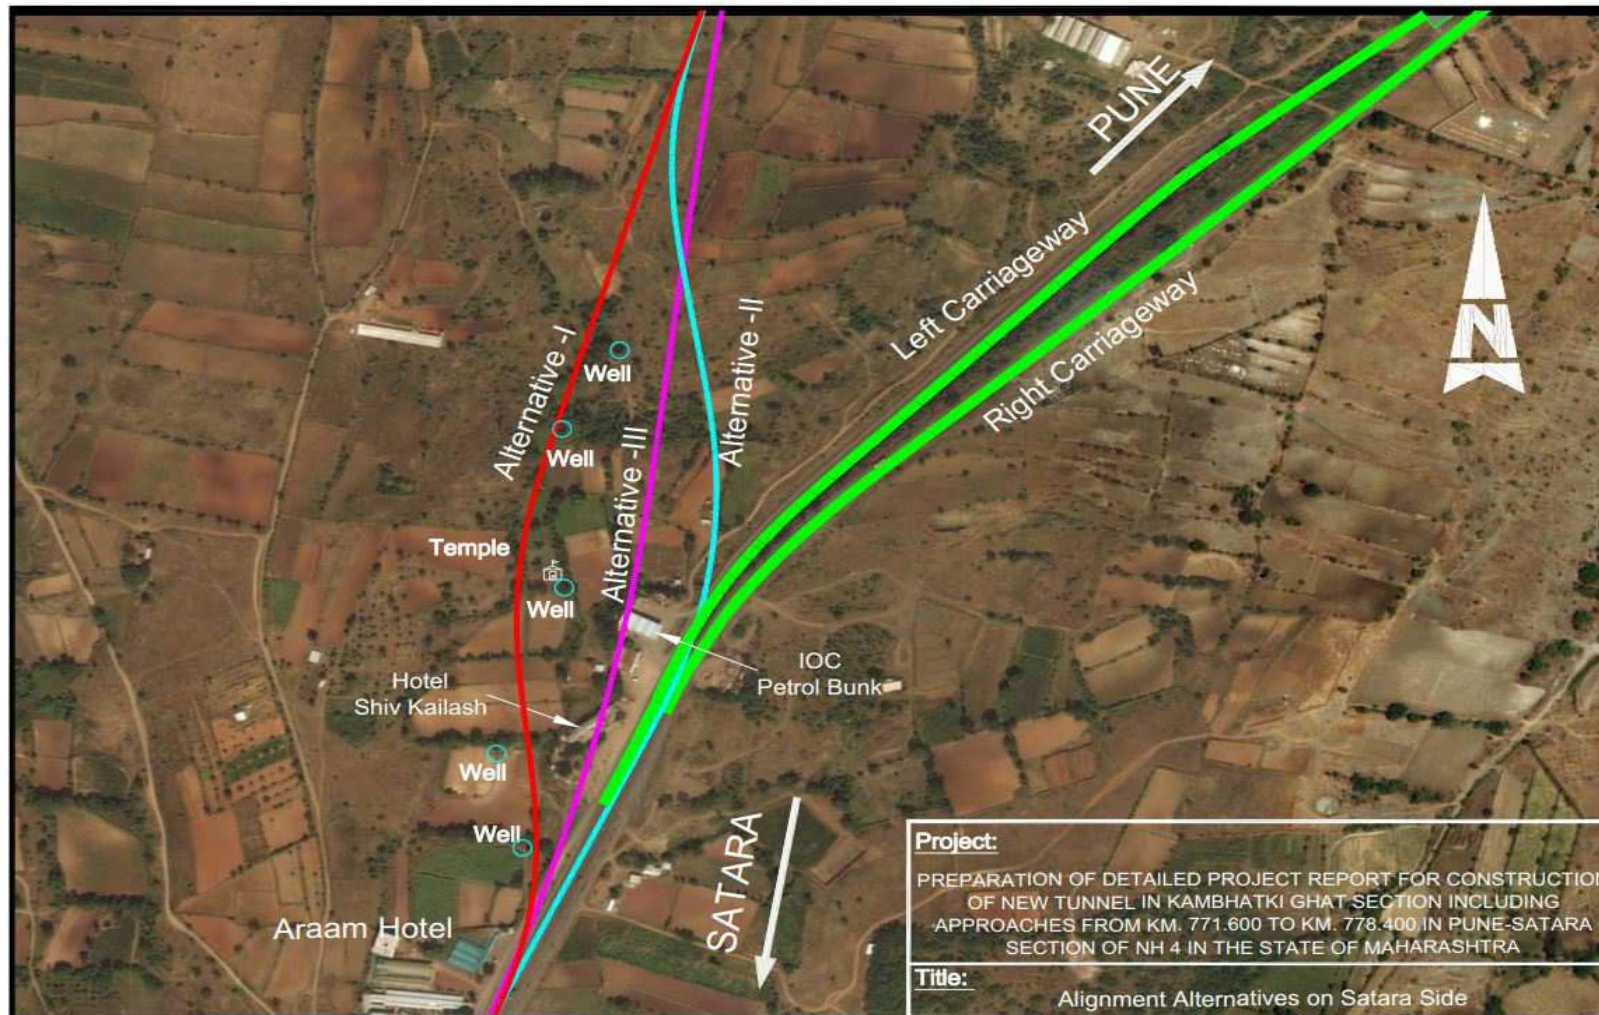 PUNE
Left Carriageway
Right Carriageway
N
Alternative -I
Alternative -II
Alternative -III
Well
Well
Temple
Well
IOC
Petrol Bunk
Hotel
Shiv Kailash
Well
Well
SATARA
Araam Hotel
Project:
PREPARATION OF DETAILED PROJECT REPORT FOR CONSTRUCTION
OF NEW TUNNEL IN KAMBHATKI GHAT SECTION INCLUDING
APPROACHES FROM KM. 771.600 TO KM. 778.400 IN PUNE-SATARA
SECTION OF NH 4 IN THE STATE OF MAHARASHTRA
Title:
Alignment Alternatives on Satara Side